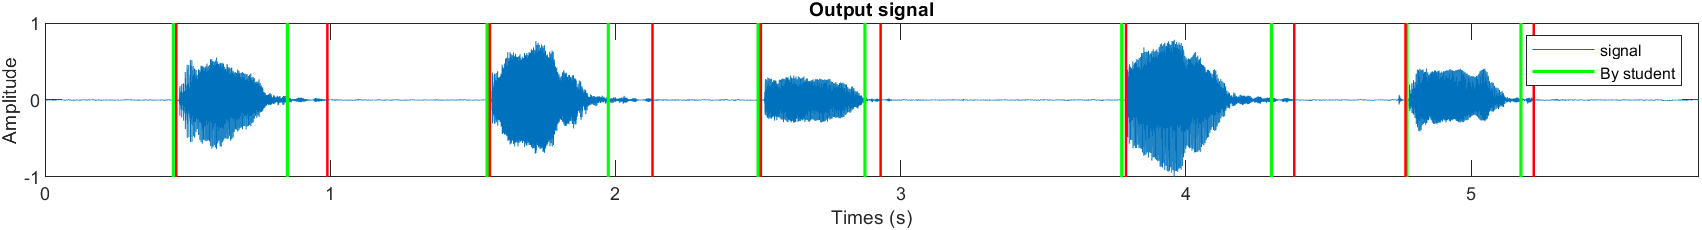 Output signal
Amplitude
1
0
-1
signal
By student
0 1 2 3 4 5
Times (s)